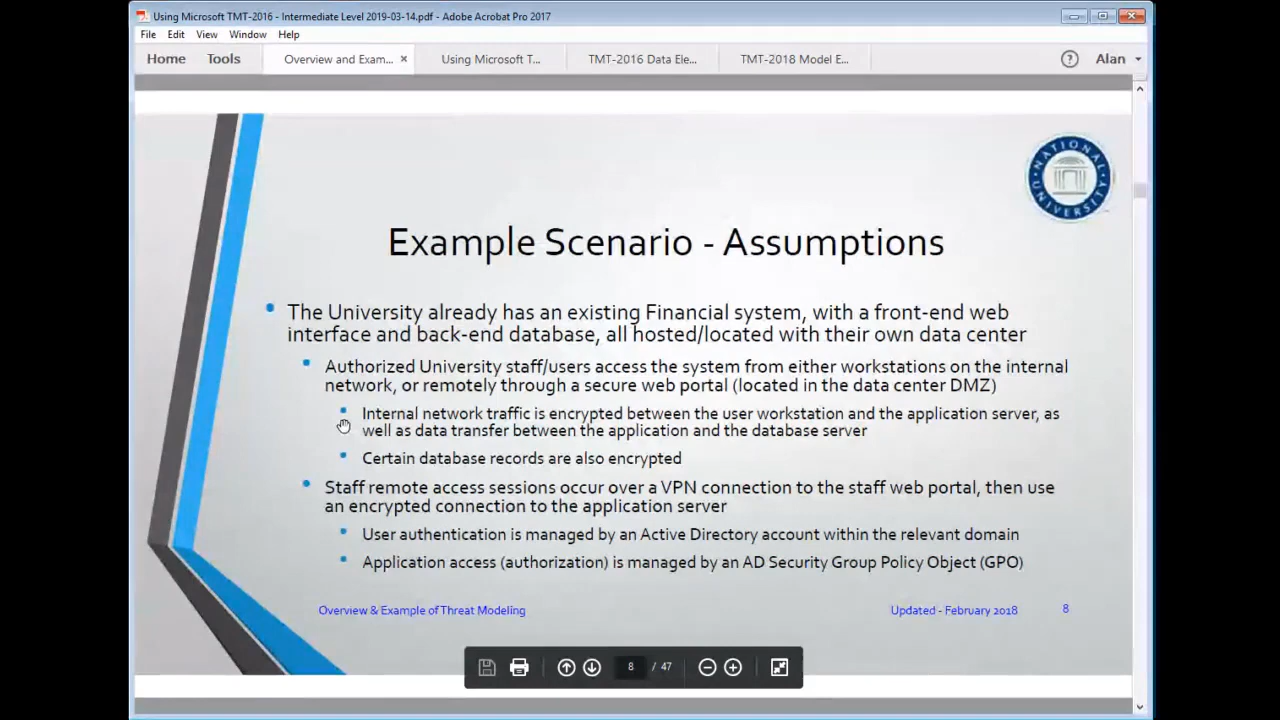 Using Microsoft TMT-2016 - Intermediate Level 2019-03-14.pdf - Adobe Acrobat Pro 2017
File Edit View Window Help
Home Tools Overview and Exam... × Using Microsoft T... TMT-2016 Data Ele... TMT-2018 Model E... ? Alan
NATIONAL UNIVERSITY
Example Scenario - Assumptions
• The University already has an existing Financial system, with a front-end web
interface and back-end database, all hosted/located with their own data center
• Authorized University staff/users access the system from either workstations on the internal
network, or remotely through a secure web portal (located in the data center DMZ)
• Internal network traffic is encrypted between the user workstation and the application server, as
well as data transfer between the application and the database server
• Certain database records are also encrypted
• Staff remote access sessions occur over a VPN connection to the staff web portal, then use
an encrypted connection to the application server
• User authentication is managed by an Active Directory account within the relevant domain
• Application access (authorization) is managed by an AD Security Group Policy Object (GPO)
Overview & Example of Threat Modeling Updated - February 2018 8
8 / 47